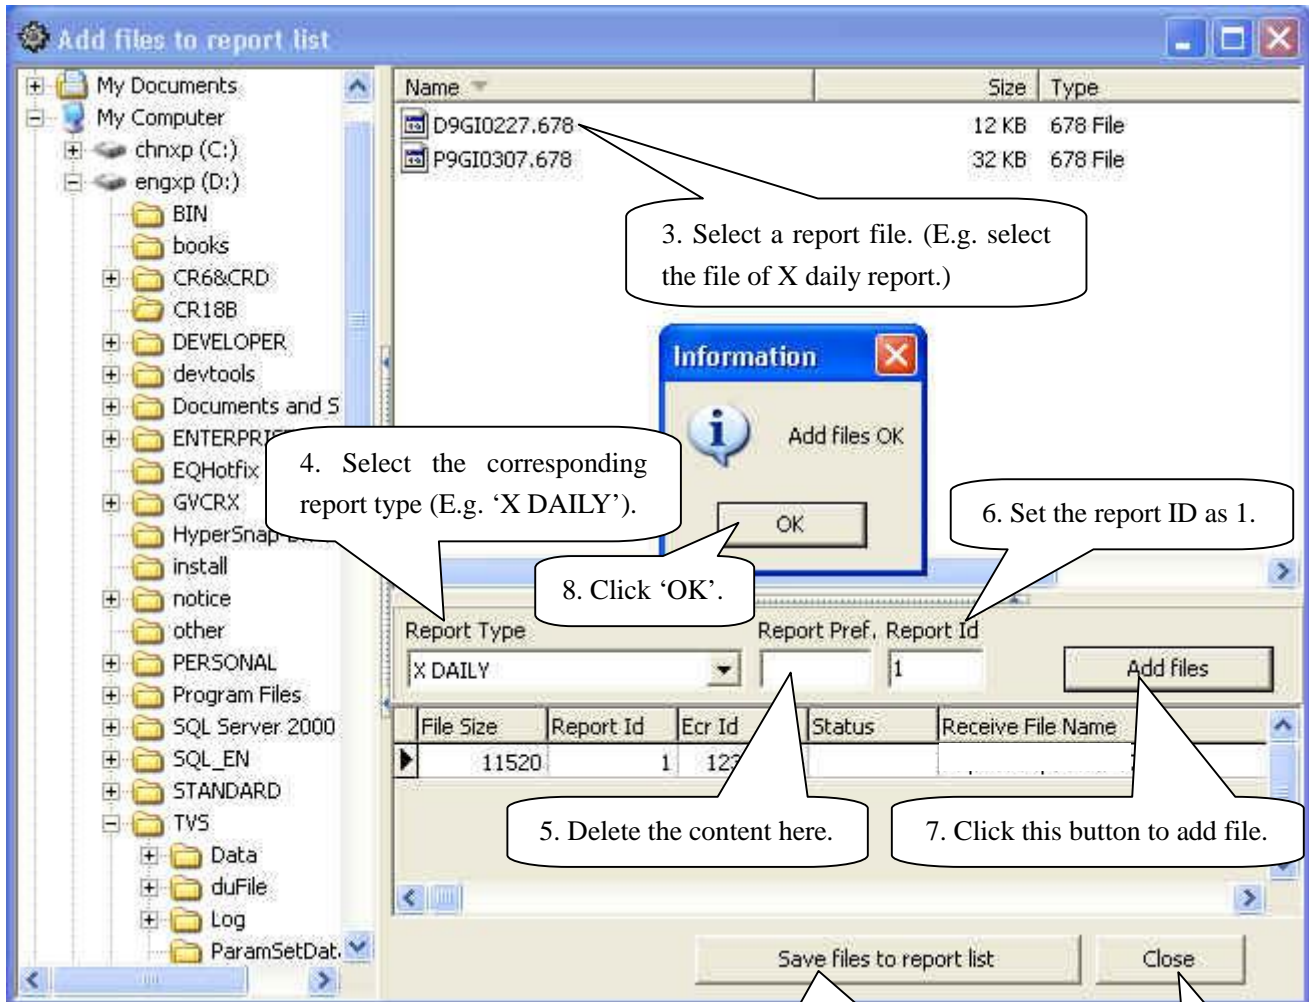 Add files to report list
My Documents
My Computer
chnxp (C:)
engxp (D:)
BIN
books
CR6&CRD
CR18B
DEVELOPER
devtools
Documents and S
ENTERPRI
EQHotfix
GVCRX
HyperSnap
install
notice
other
PERSONAL
Program Files
SQL Server 2000
SQL_EN
STANDARD
TVS
Data
duFile
Log
ParamSetDat
Name Size Type
D9GI0227.678 12 KB 678 File
P9GI0307.678 32 KB 678 File
3. Select a report file. (E.g. select
the file of X daily report.)
Information
Add files OK
OK
4. Select the corresponding
report type (E.g. ‘X DAILY’).
6. Set the report ID as 1.
8. Click ‘OK’.
Report Type Report Pref. Report Id
X DAILY 1 Add files
File Size Report Id Ecr Id Status Receive File Name
11520 1 123
5. Delete the content here.
7. Click this button to add file.
Save files to report list Close